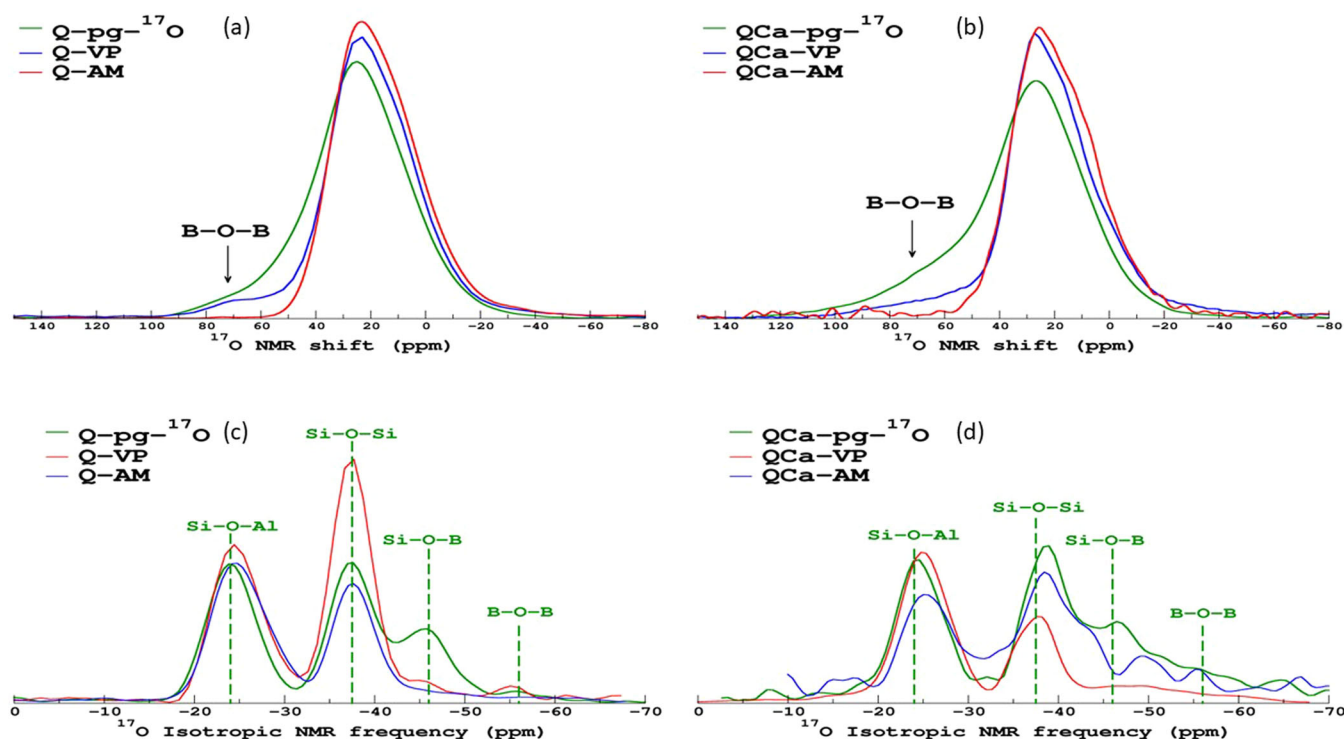 Q-pg-¹⁷O (a)
Q-VP
Q-AM
B-O-B
140 120 100 80 60 40 20 0 -20 -40 -60 -80
¹⁷O NMR shift (ppm)
QCa-pg-¹⁷O (b)
QCa-VP
QCa-AM
B-O-B
140 120 100 80 60 40 20 0 -20 -40 -60 -80
¹⁷O NMR shift (ppm)
Q-pg-¹⁷O (c)
Q-VP
Q-AM
Si-O-Si
Si-O-Al
Si-O-B
B-O-B
0 -10 -20 -30 -40 -50 -60 -70
¹⁷O Isotropic NMR frequency (ppm)
QCa-pg-¹⁷O (d)
QCa-VP
QCa-AM
Si-O-Si
Si-O-Al
Si-O-B
B-O-B
0 -10 -20 -30 -40 -50 -60 -70
¹⁷O Isotropic NMR frequency (ppm)